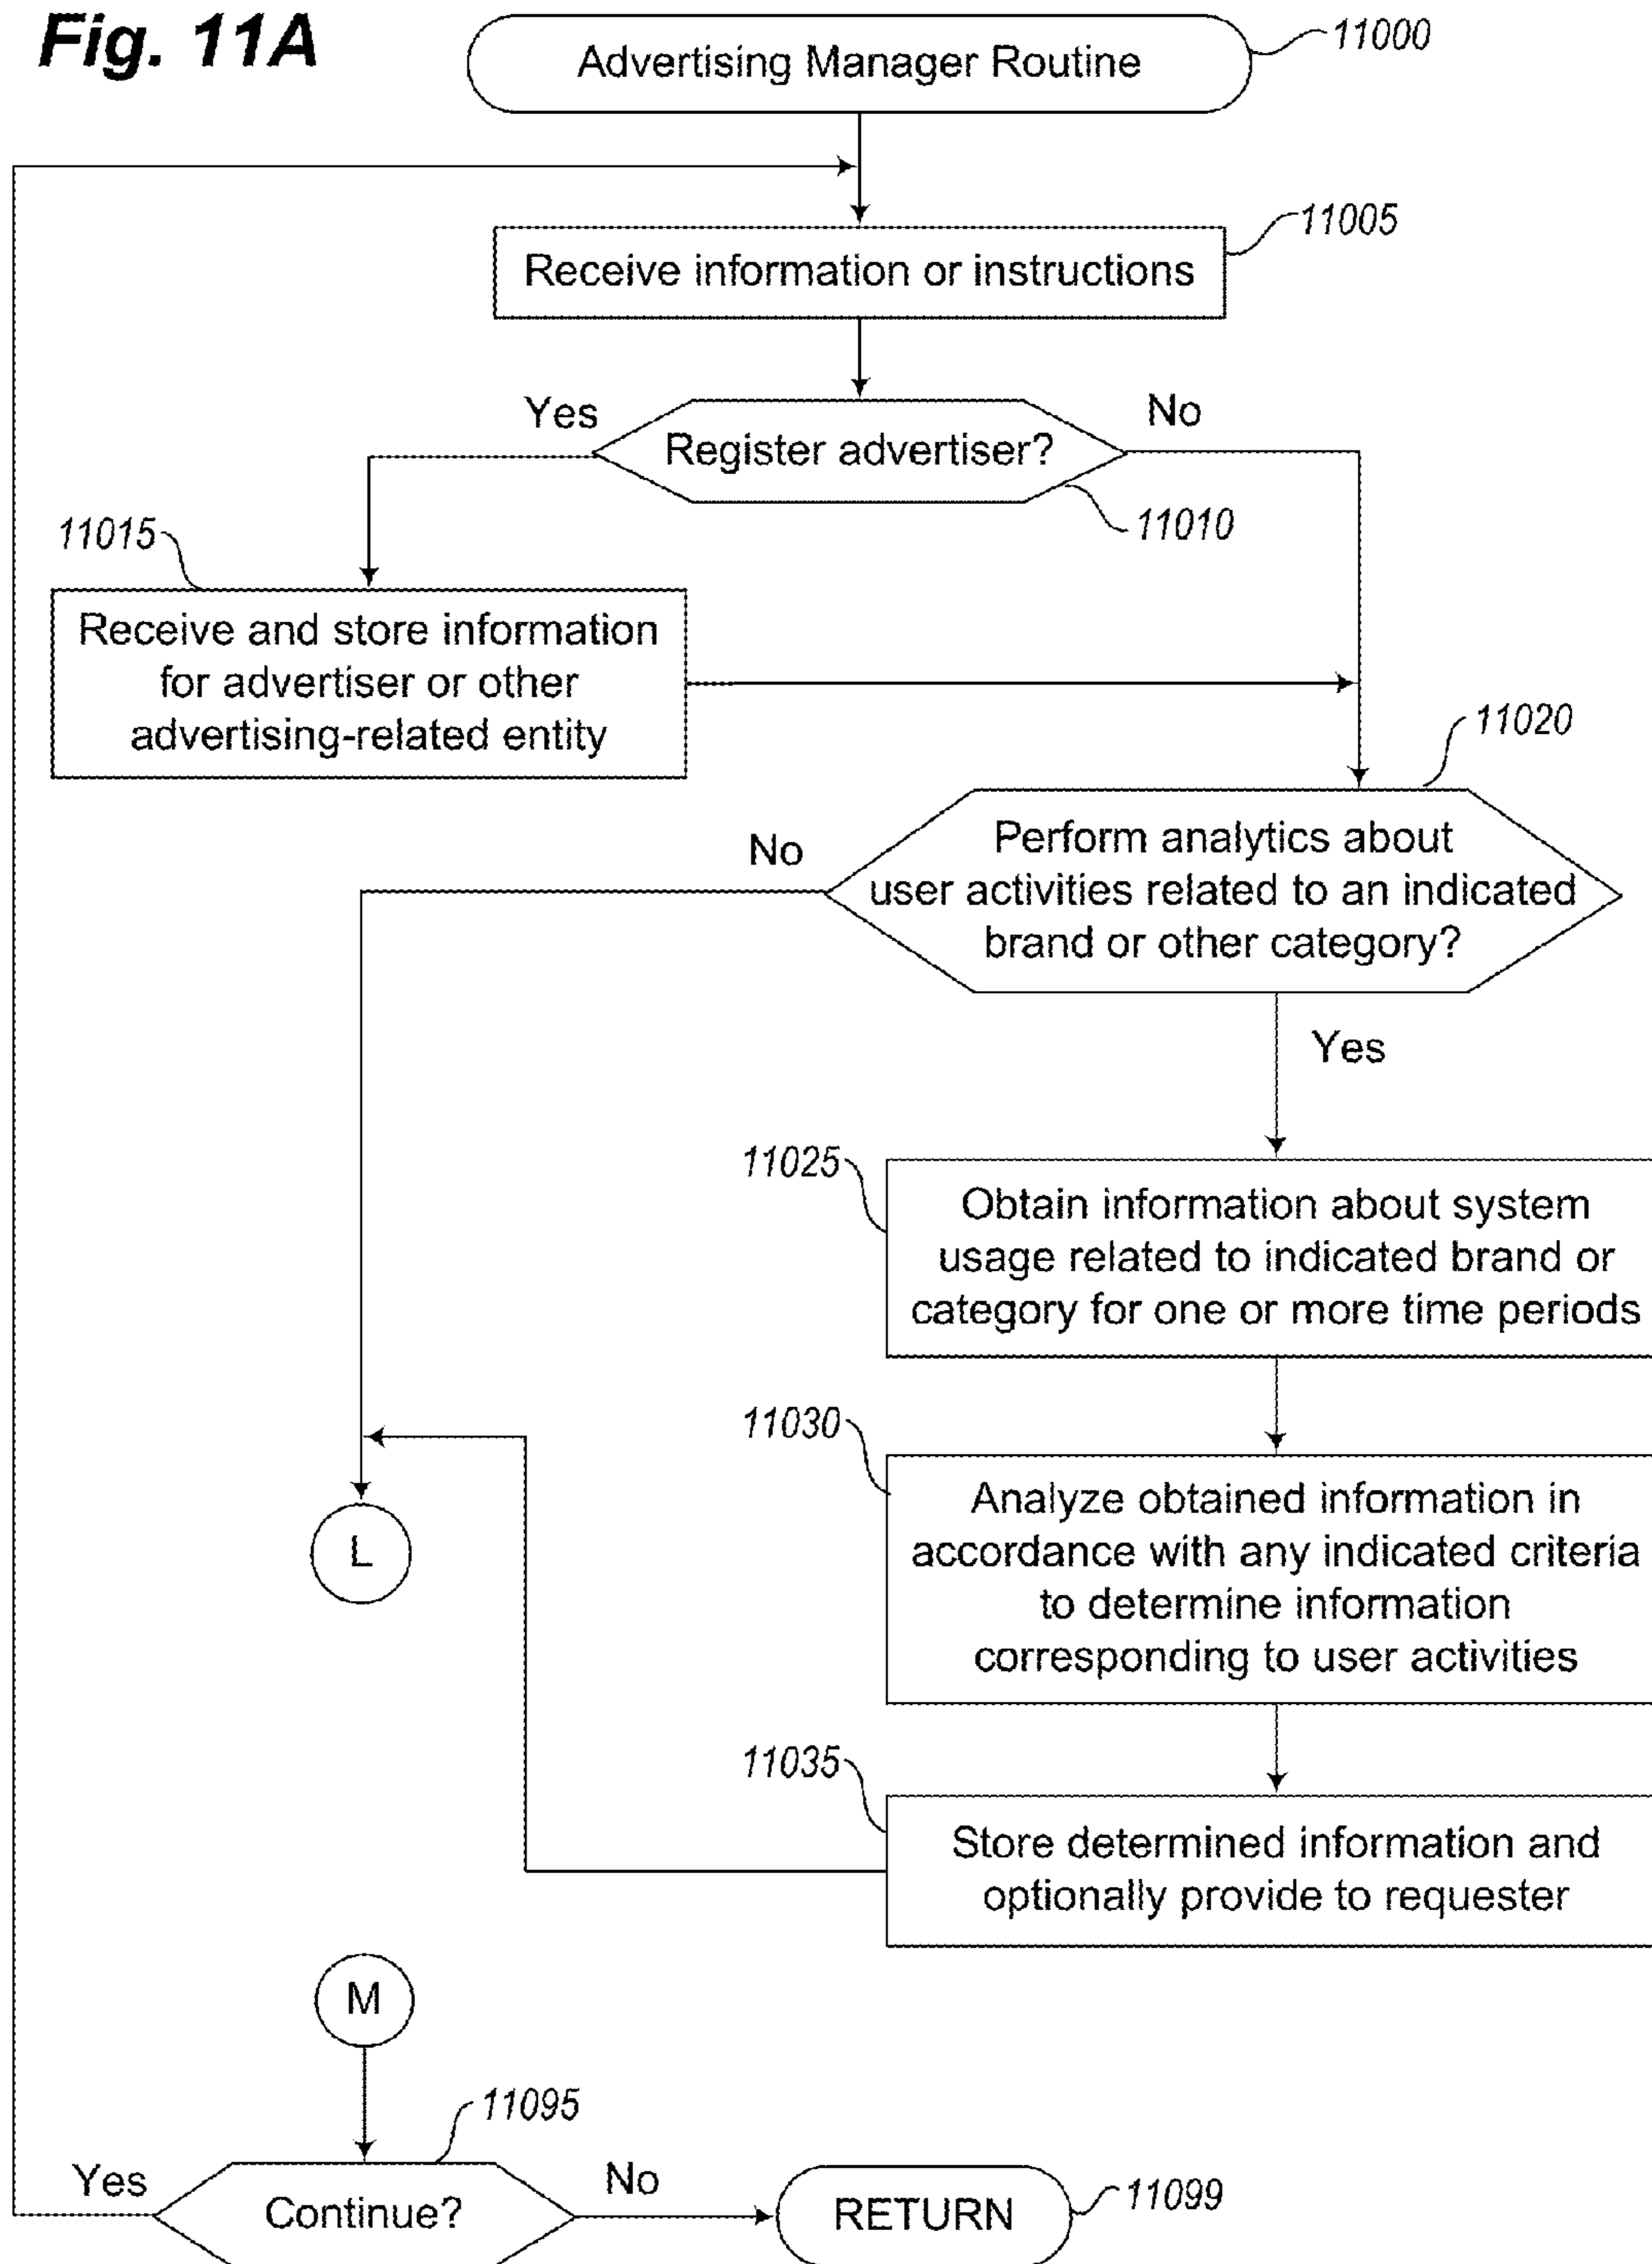 Fig. 11A
Advertising Manager Routine
11000
11005
Receive information or instructions
Yes
No
Register advertiser?
11010
11015
Receive and store information
for advertiser or other
advertising-related entity
11020
No
Perform analytics about
user activities related to an indicated
brand or other category?
Yes
11025
Obtain information about system
usage related to indicated brand or
category for one or more time periods
11030
Analyze obtained information in
accordance with any indicated criteria
to determine information
corresponding to user activities
L
11035
Store determined information and
optionally provide to requester
M
11095
Yes
Continue?
No
RETURN
11099